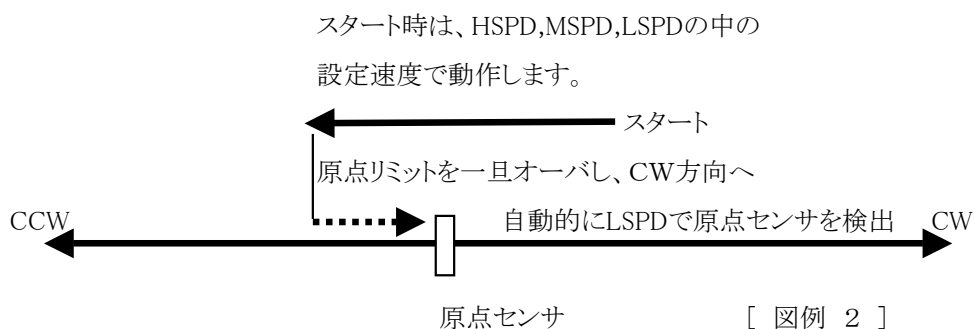 スタート時は、HSPD,MSPD,LSPDの中の
設定速度で動作します。
スタート
原点リミットを一旦オーバし、CW方向へ
CCW
自動的にLSPDで原点センサを検出
CW
原点センサ
[ 図例 2 ]